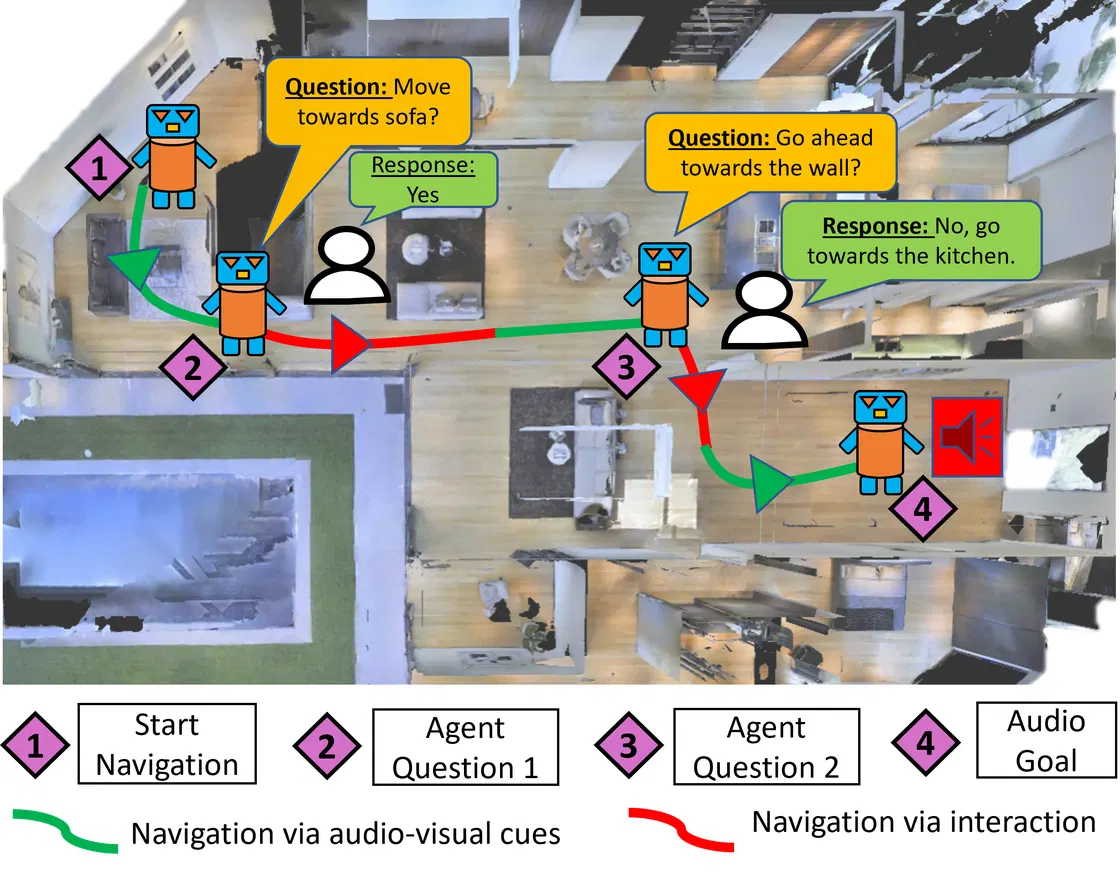 Question: Move
towards sofa?
Response:
Yes
Question: Go ahead
towards the wall?
Response: No, go
towards the kitchen.
1
2
3
4
1
Start
Navigation
2
Agent
Question 1
3
Agent
Question 2
4
Audio
Goal
Navigation via audio-visual cues
Navigation via interaction